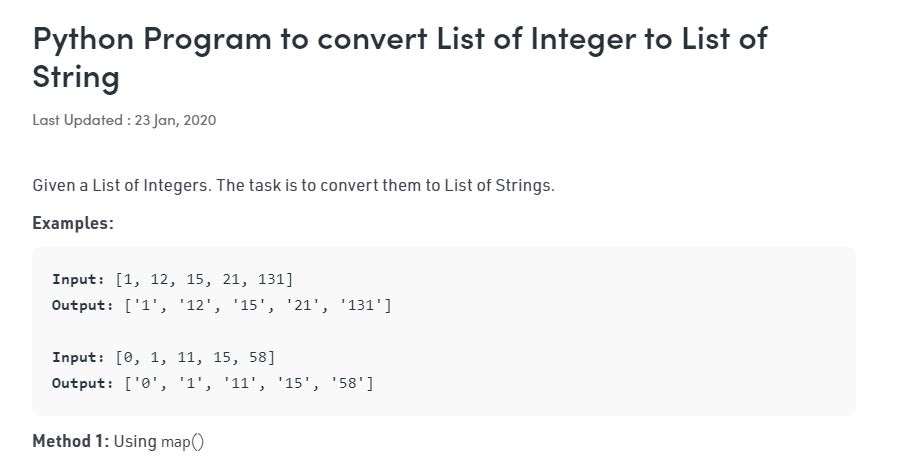 Python Program to convert List of Integer to List of
String
Last Updated : 23 Jan, 2020
Given a List of Integers. The task is to convert them to List of Strings.
Examples:
Input: [1, 12, 15, 21, 131]
Output: ['1', '12', '15', '21', '131']
Input: [0, 1, 11, 15, 58]
Output: ['0', '1', '11', '15', '58']
Method 1: Using map()